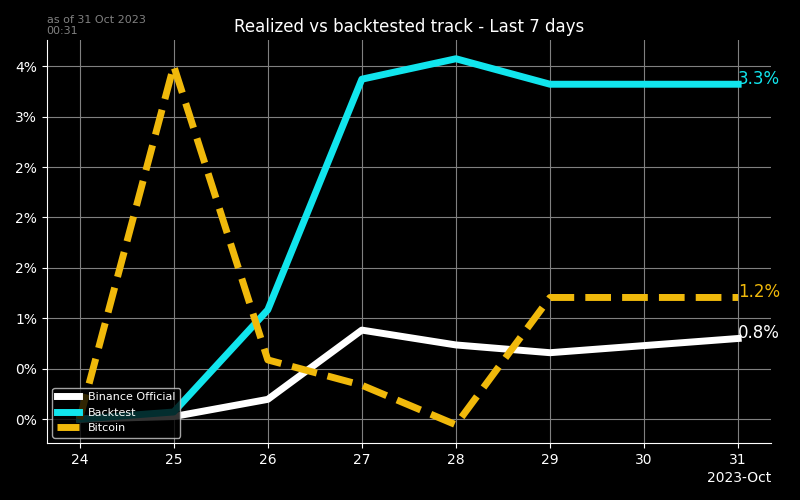 as of 31 Oct 2023
00:31
Realized vs backtested track - Last 7 days
4%
3%
2%
2%
2%
1%
0%
0%
3.3%
1.2%
0.8%
Binance Official
Backtest
Bitcoin
24 25 26 27 28 29 30 31
2023-Oct